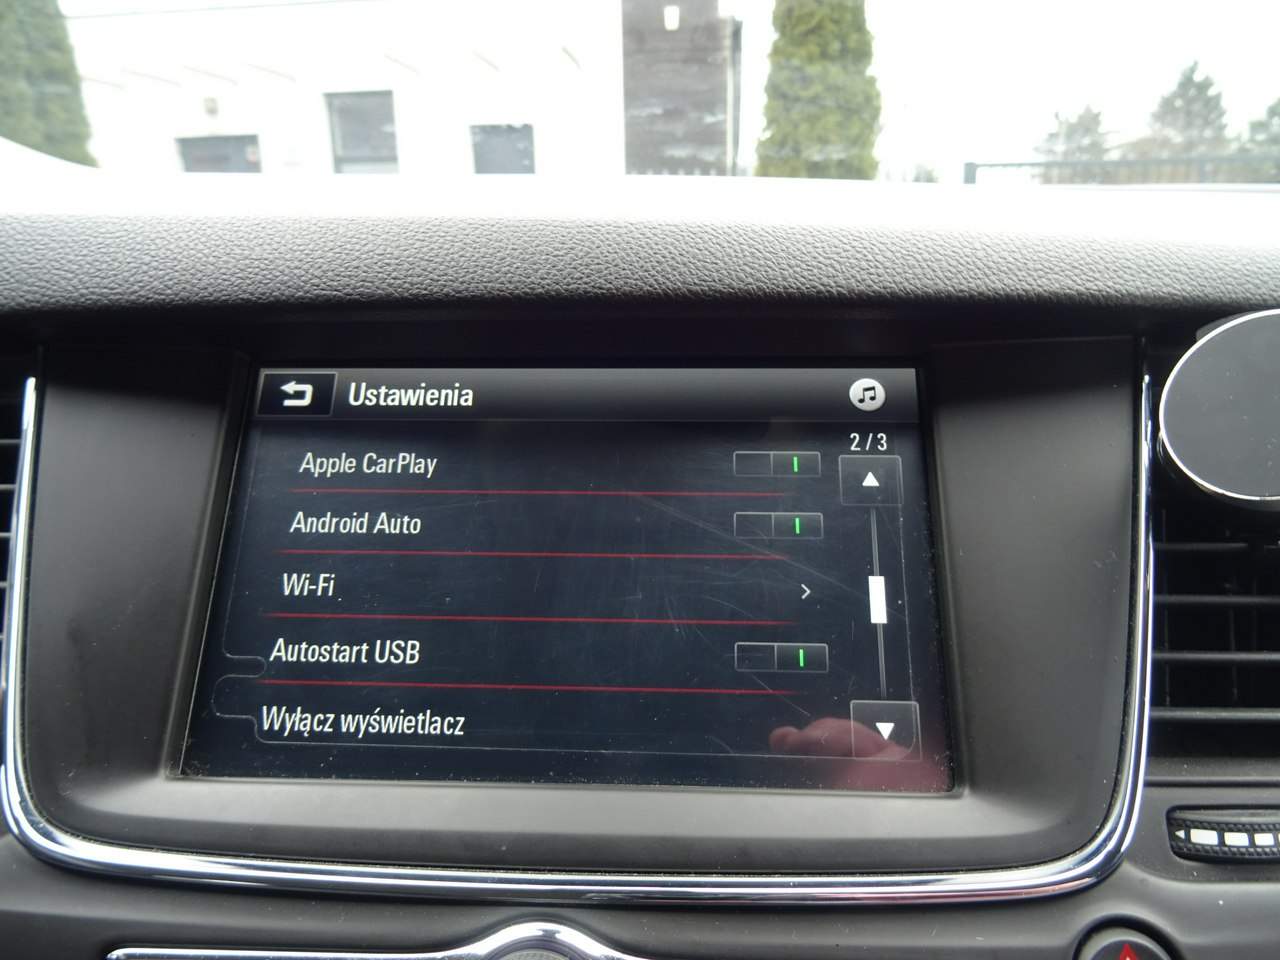 Ustawienia
2/3
Apple CarPlay
Android Auto
Wi-Fi
Autostart USB
Wyłącz wyświetlacz